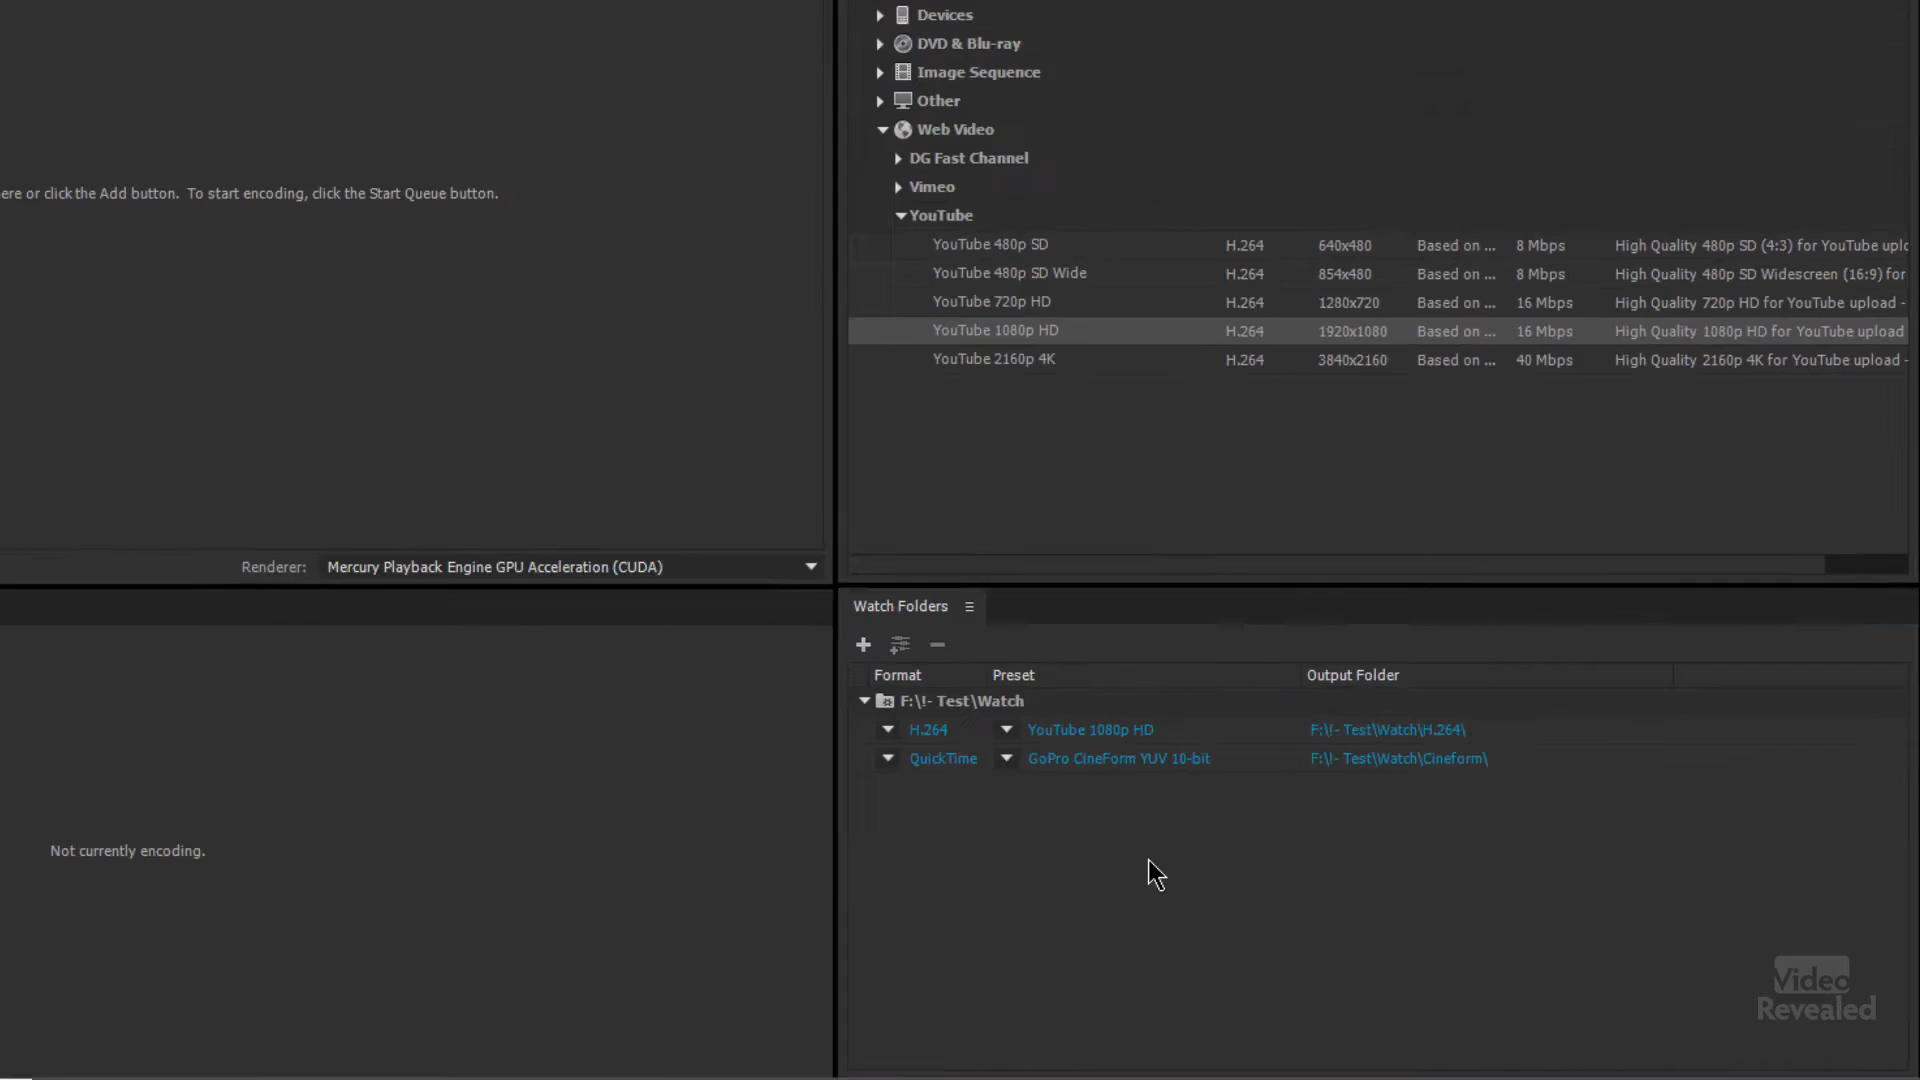 Devices
DVD & Blu-ray
Image Sequence
Other
Web Video
DG Fast Channel
Vimeo
YouTube
YouTube 480p SD H.264 640x480 Based on ... 8 Mbps High Quality 480p SD (4:3) for YouTube uplo
YouTube 480p SD Wide H.264 854x480 Based on ... 8 Mbps High Quality 480p SD Widescreen (16:9) for
YouTube 720p HD H.264 1280x720 Based on ... 16 Mbps High Quality 720p HD for YouTube upload -
YouTube 1080p HD H.264 1920x1080 Based on ... 16 Mbps High Quality 1080p HD for YouTube upload
YouTube 2160p 4K H.264 3840x2160 Based on ... 40 Mbps High Quality 2160p 4K for YouTube upload -
ere or click the Add button. To start encoding, click the Start Queue button.
Renderer: Mercury Playback Engine GPU Acceleration (CUDA)
Watch Folders
Format Preset Output Folder
F:\!- Test\Watch
H.264 YouTube 1080p HD F:\!- Test\Watch\H.264\
QuickTime GoPro CineForm YUV 10-bit F:\!- Test\Watch\Cineform\
Not currently encoding.
Video
Revealed